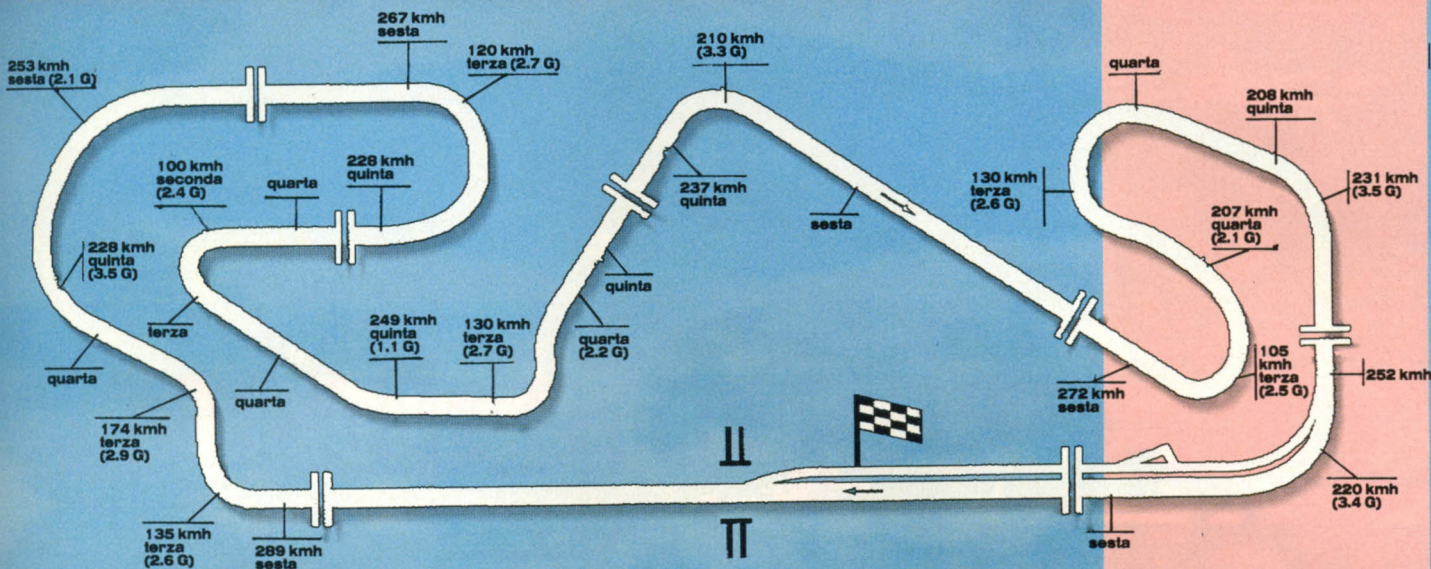 267 kmh
sesta
253 kmh
sesta (2.1 G)
120 kmh
terza (2.7 G)
210 kmh
(3.3 G)
quarta
208 kmh
quinta
100 kmh
seconda
(2.4 G)
quarta
228 kmh
quinta
237 kmh
quinta
sesta
130 kmh
terza
(2.6 G)
231 kmh
(3.5 G)
207 kmh
quarta
(2.1 G)
228 kmh
quinta
(3.5 G)
quinta
terza
249 kmh
quinta
(1.1 G)
130 kmh
terza
(2.7 G)
quarta
(2.2 G)
quarta
quarta
105
kmh
terza
(2.5 G)
252 kmh
272 kmh
sesta
174 kmh
terza
(2.9 G)
220 kmh
(3.4 G)
135 kmh
terza
(2.6 G)
289 kmh
sesta
sesta